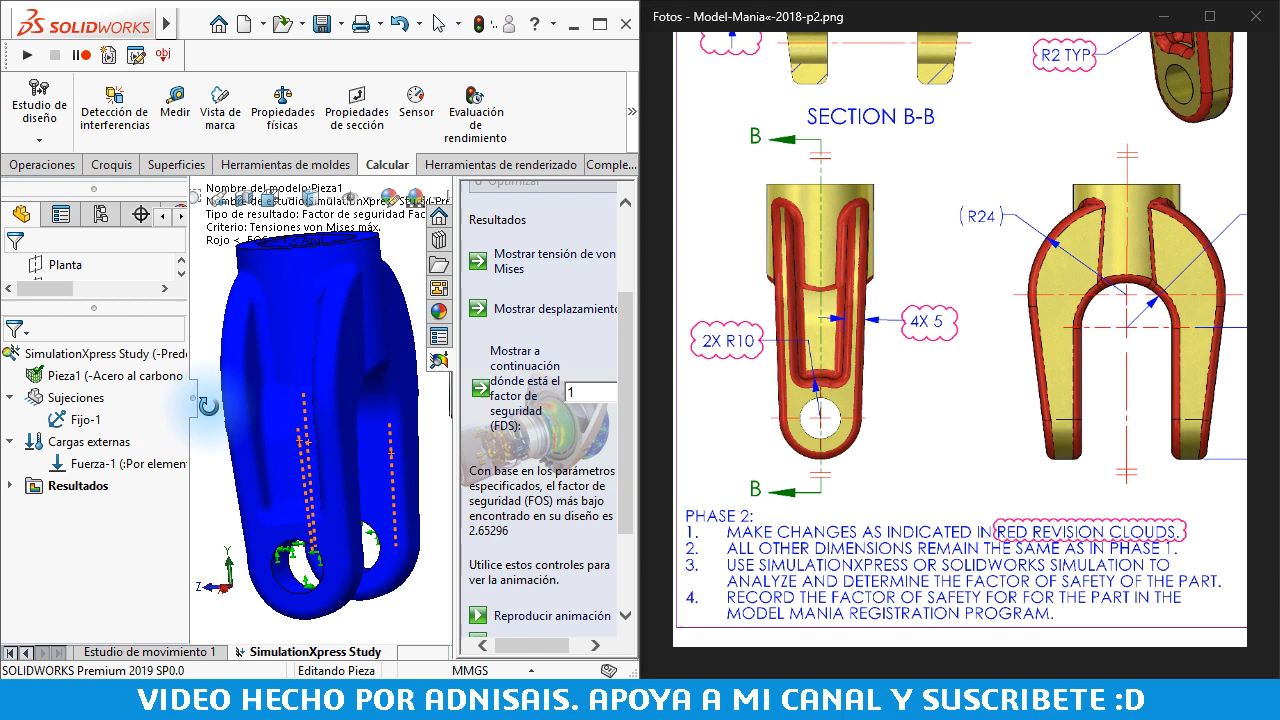 SOLIDWORKS
Fotos - Model-Mania«-2018-p2.png
obj
Estudio de
diseño
Detección de
interferencias
Medir
Vista de
marca
Propiedades
físicas
Propiedades
de sección
Sensor
Evaluación
de
rendimiento
Operaciones
Croquis
Superficies
Herramientas de moldes
Calcular
Herramientas de renderizado
Comple...
Planta
SimulationXpress Study (-Prede
Pieza1 (-Acero al carbono
Sujeciones
Fijo-1
Cargas externas
Fuerza-1 (:Por elemen
Resultados
Nombre del modelo:Pieza1
Tipo de resultado: Factor de seguridad Fac
Criterio: Tensiones von Mises máx.
Y
Z
Optimizar
Resultados
Mostrar tensión de von
Mises
Mostrar desplazamiento
Mostrar a
continuación
dónde está el
factor de
seguridad
(FDS):
1
Con base en los parámetros
especificados, el factor de
seguridad (FOS) más bajo
encontrado en su diseño es
2.65296
Utilice estos controles para
ver la animación.
Reproducir animación
Estudio de movimiento 1
SimulationXpress Study
SOLIDWORKS Premium 2019 SP0.0
Editando Pieza
MMGS
R2 TYP
SECTION B-B
B
(R24)
4X 5
2X R10
B
PHASE 2:
1. MAKE CHANGES AS INDICATED IN RED REVISION CLOUDS.
2. ALL OTHER DIMENSIONS REMAIN THE SAME AS IN PHASE 1.
3. USE SIMULATIONXPRESS OR SOLIDWORKS SIMULATION TO
ANALYZE AND DETERMINE THE FACTOR OF SAFETY OF THE PART.
4. RECORD THE FACTOR OF SAFETY FOR FOR THE PART IN THE
MODEL MANIA REGISTRATION PROGRAM.
VIDEO HECHO POR ADNISAIS. APOYA A MI CANAL Y SUSCRIBETE :D